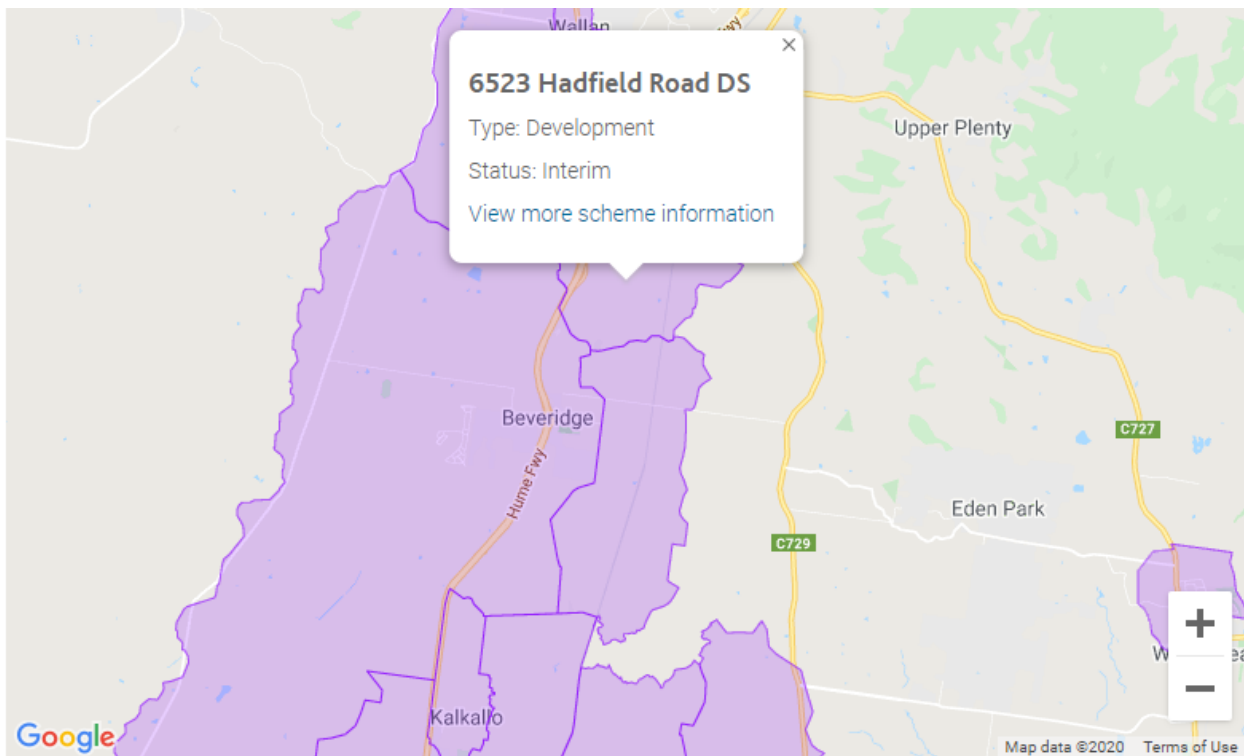 Wallan
wy
6523 Hadfield Road DS
Type: Development
Status: Interim
View more scheme information
Upper Plenty
Beveridge
Hume Fwy
C727
Eden Park
C729
Kalkallo
Google
Map data ©2020 Terms of Use